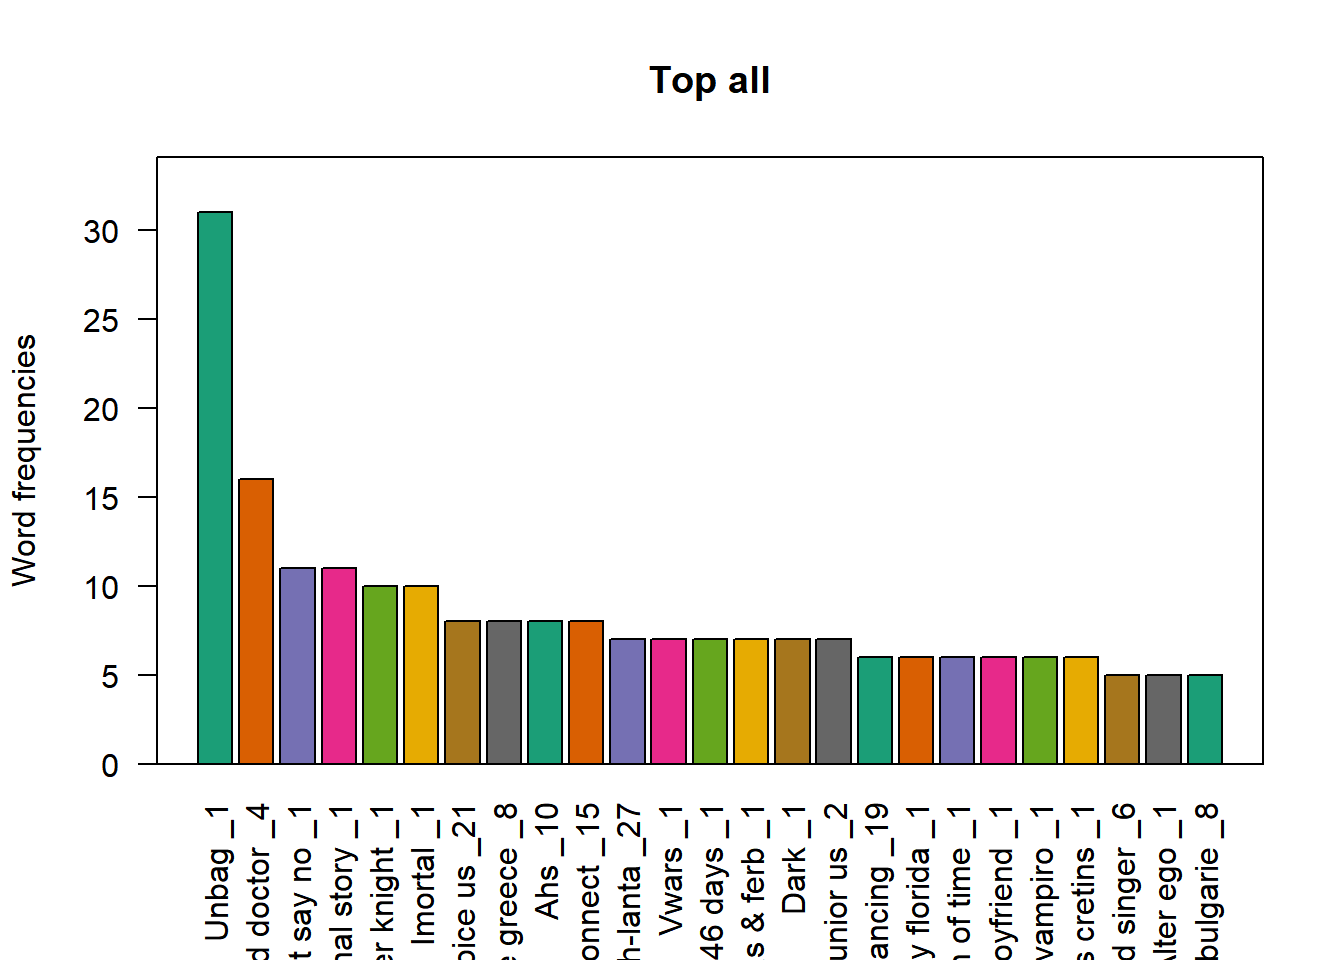 Top all
Word frequencies
30
25
20
15
10
5
0
Unbag _1
d doctor _4
t say no _1
nal story _1
er knight _1
Imortal _1
oice us _21
e greece _8
Ahs _10
onnect _15
h-lanta _27
Vwars _1
46 days _1
s & ferb _1
Dark _1
unior us _2
ancing _19
y florida _1
n of time _1
oyfriend _1
vampiro _1
s cretins _1
d singer _6
Alter ego _1
bulgarie _8